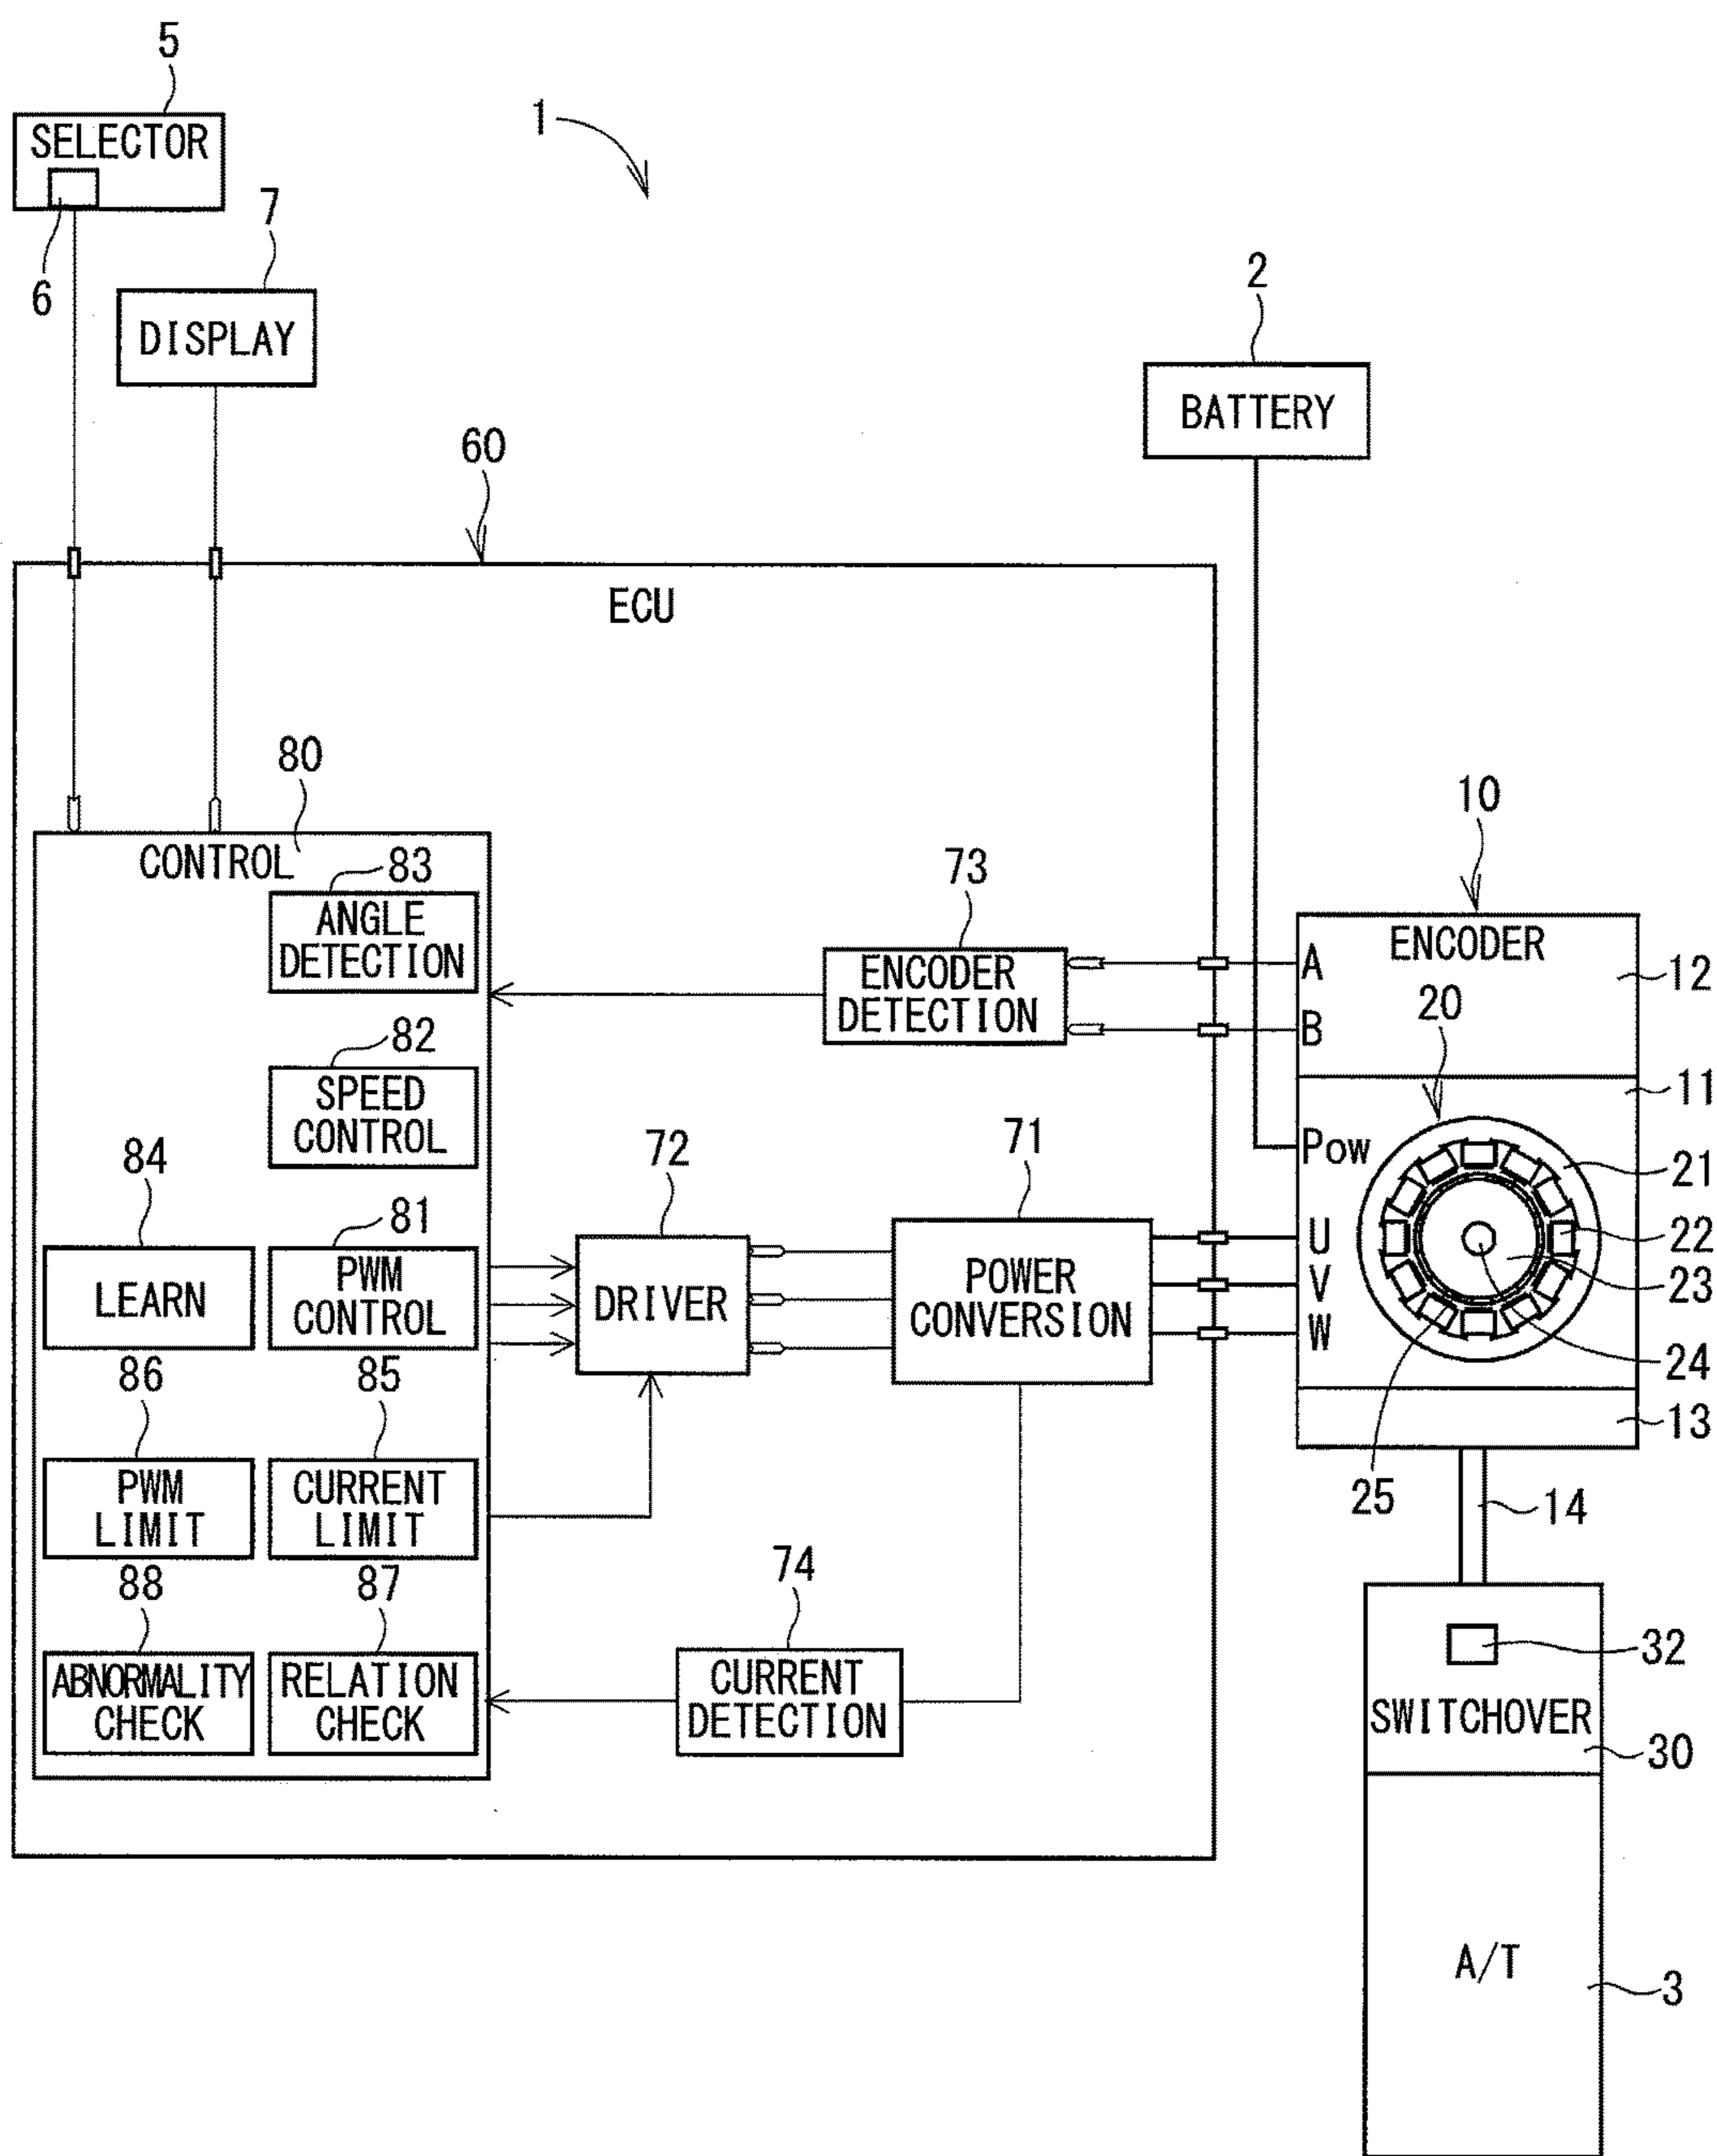 5
1
SELECTOR
7
6
2
DISPLAY
BATTERY
60
ECU
80
10
CONTROL
83
73
ENCODER
ANGLE
DETECTION
ENCODER
DETECTION
A
12
20
B
82
SPEED
CONTROL
11
84
72
71
Pow
21
81
U
22
LEARN
PWM
CONTROL
DRIVER
POWER
CONVERSION
V
23
W
24
86
85
13
25
14
PWM
LIMIT
CURRENT
LIMIT
88
87
74
32
ABNORMALITY
CHECK
RELATION
CHECK
CURRENT
DETECTION
SWITCHOVER
30
A/T
3